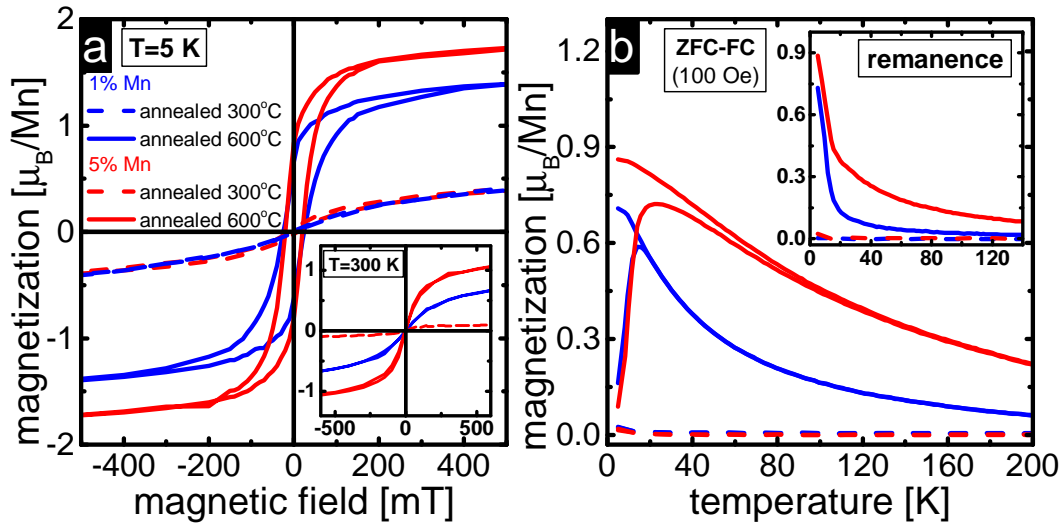 a
T=5 K
1% Mn
annealed 300°C
annealed 600°C
5% Mn
annealed 300°C
annealed 600°C
2
1
0
-1
-2
-400
-200
0
200
400
magnetization [μB/Mn]
magnetic field [mT]
T=300 K
1
0
-1
-500
0
500
b
ZFC-FC
(100 Oe)
remanence
0.9
0.6
0.3
0.0
0
40
80
120
1.2
0.9
0.6
0.3
0.0
0
40
80
120
160
200
magnetization [μB/Mn]
temperature [K]